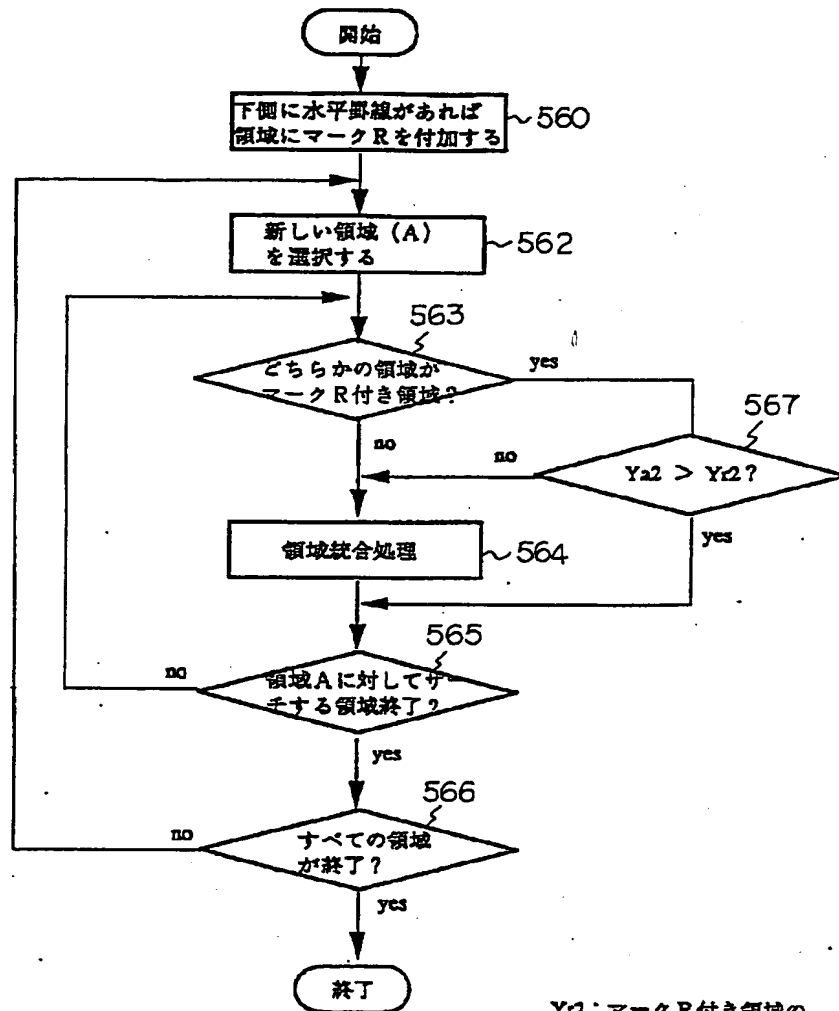 開始
下側に水平罫線があれば
領域にマークRを付加する
560
新しい領域 (A)
を選択する
562
563
どちらかの領域が
マークR付き領域?
yes
no
567
Ya2 > Yr2?
no
yes
領域統合処理
564
565
領域Aに対してサ
チする領域終了?
no
yes
566
すべての領域
が終了?
no
yes
終了
Yr2:マークR付き領域の